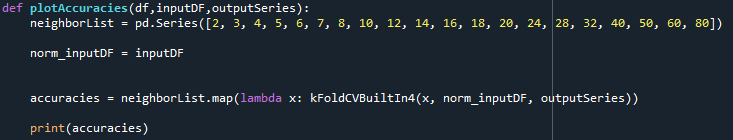 def plotAccuracies(df,inputDF,outputSeries):
    neighborList = pd.Series([2, 3, 4, 5, 6, 7, 8, 10, 12, 14, 16, 18, 20, 24, 28, 32, 40, 50, 60, 80])
    norm_inputDF = inputDF
    accuracies = neighborList.map(lambda x: kFoldCVBuiltIn4(x, norm_inputDF, outputSeries))
    print(accuracies)